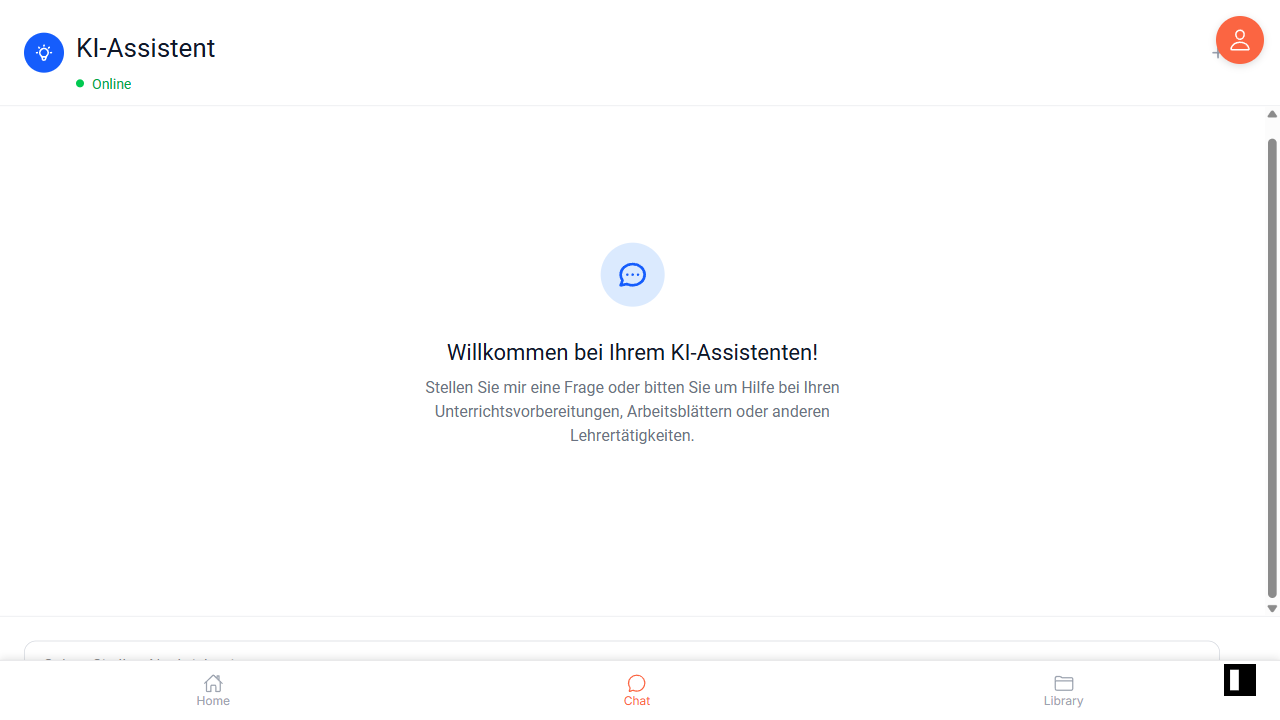 KI-Assistent
Online
Willkommen bei Ihrem KI-Assistenten!
Stellen Sie mir eine Frage oder bitten Sie um Hilfe bei Ihren
Unterrichtsvorbereitungen, Arbeitsblättern oder anderen
Lehrertätigkeiten.
Home
Chat
Library